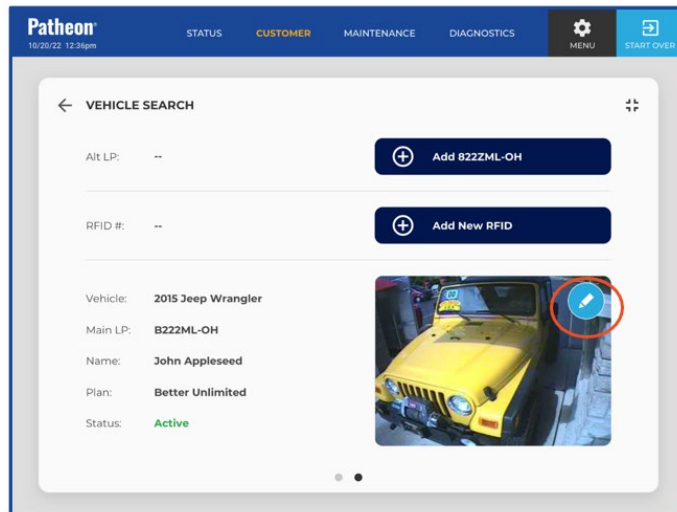 Patheon®
10/20/22 12:36pm
STATUS
CUSTOMER
MAINTENANCE
DIAGNOSTICS
MENU
START OVER
VEHICLE SEARCH
Alt LP: --
Add 822ZML-OH
RFID #: --
Add New RFID
Vehicle: 2015 Jeep Wrangler
Main LP: B222ML-OH
Name: John Appleseed
Plan: Better Unlimited
Status: Active